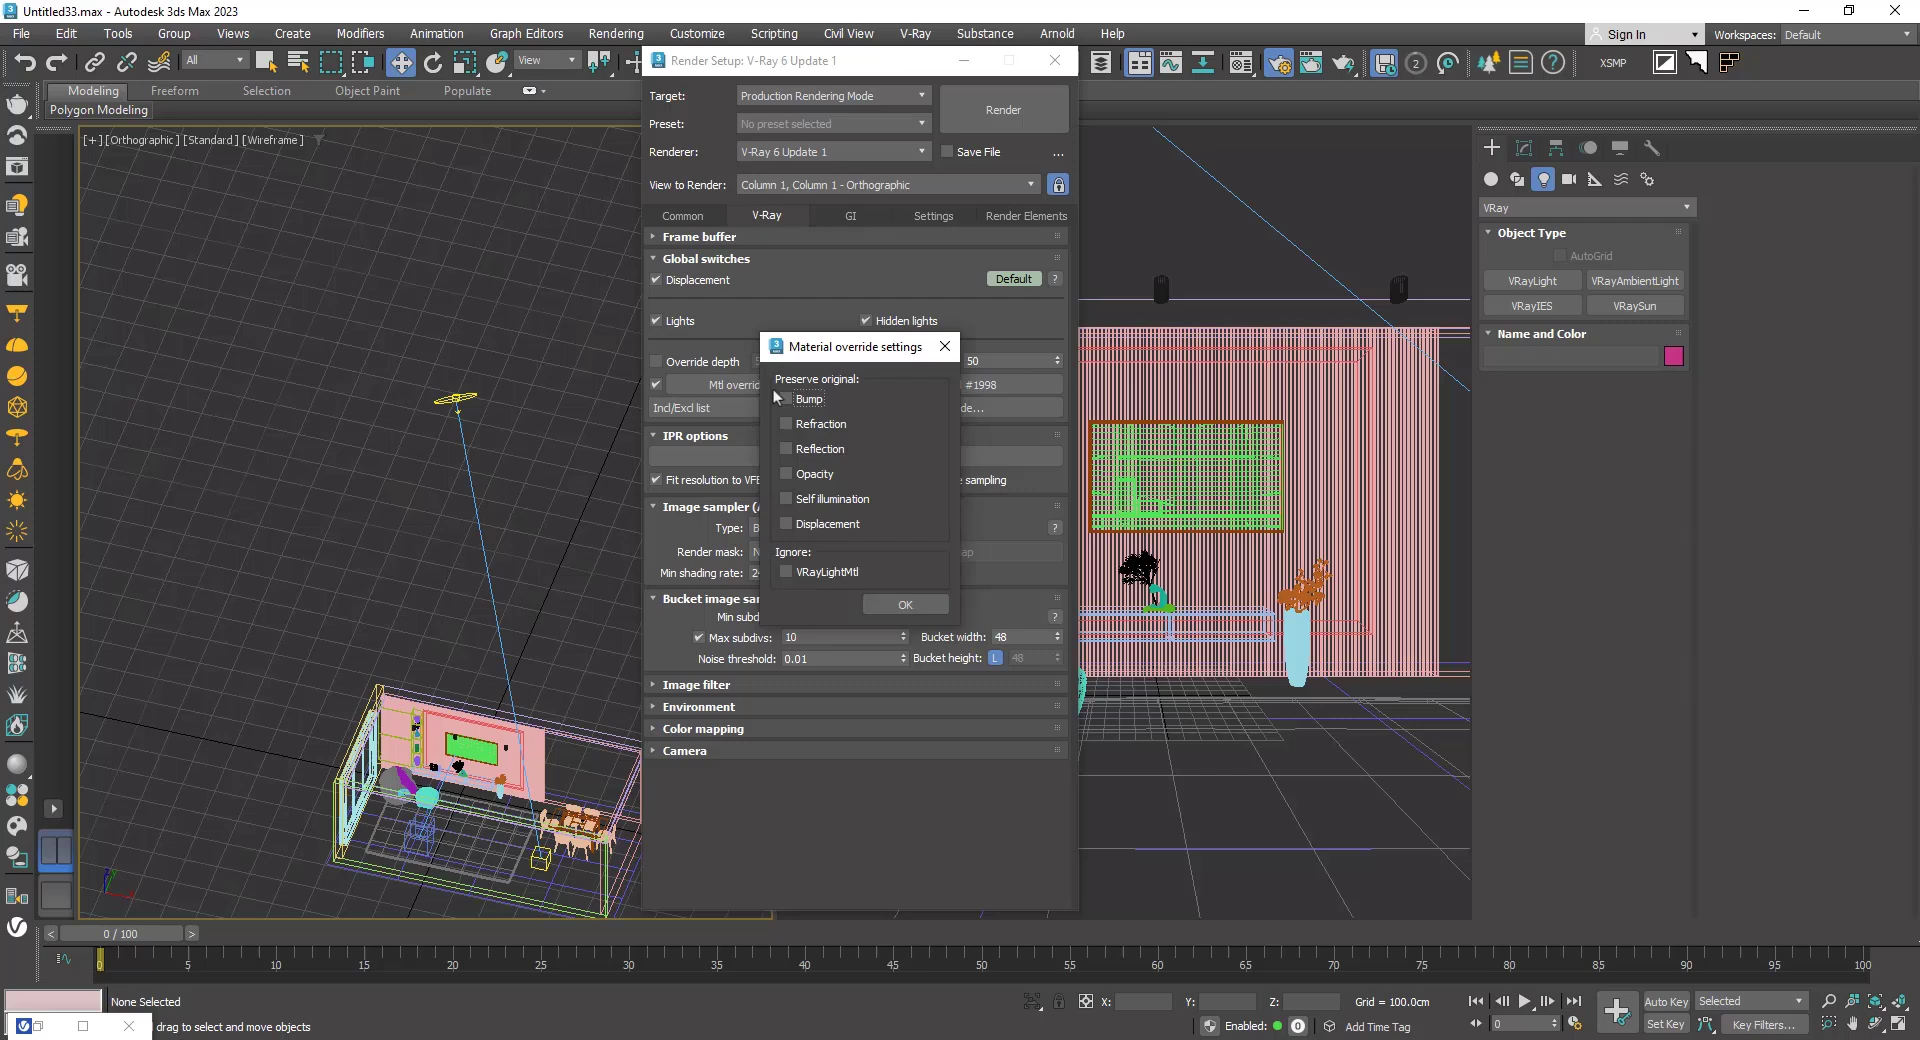 Untitled33.max - Autodesk 3ds Max 2023
File Edit Tools Group Views Create Modifiers Animation Graph Editors Rendering Customize Scripting Civil View V-Ray Substance Arnold Help
Sign In
Workspaces: Default
All
View
XSMP
Modeling Freeform Selection Object Paint Populate
Polygon Modeling
[+] [Orthographic] [Standard] [Wireframe]
Render Setup: V-Ray 6 Update 1
Target: Production Rendering Mode
Render
Preset: No preset selected
Renderer: V-Ray 6 Update 1
Save File ...
View to Render: Column 1, Column 1 - Orthographic
Common V-Ray GI Settings Render Elements
Frame buffer
Global switches
Displacement Default ?
Lights Hidden lights
Override depth 50
Mtl overrid #1998
Incl/Excl list de...
IPR options
Fit resolution to VFB e sampling
Image sampler (A
Type: B ?
Render mask: N ap
Min shading rate: 2
Bucket image sam
Min subd ?
Max subdivs: 10 Bucket width: 48
Noise threshold: 0.01 Bucket height: L 48
Image filter
Environment
Color mapping
Camera
Material override settings
Preserve original:
Bump
Refraction
Reflection
Opacity
Self illumination
Displacement
Ignore:
VRayLightMtl
OK
VRay
Object Type
AutoGrid
VRayLight VRayAmbientLight
VRayIES VRaySun
Name and Color
< 0 / 100 >
0 5 10 15 20 25 30 35 40 45 50 55 60 65 70 75 80 85 90 95 100
None Selected
X: Y: Z: Grid = 100.0cm
Auto Key Selected
drag to select and move objects
Enabled: 0 Add Time Tag
0
Set Key Key Filters...